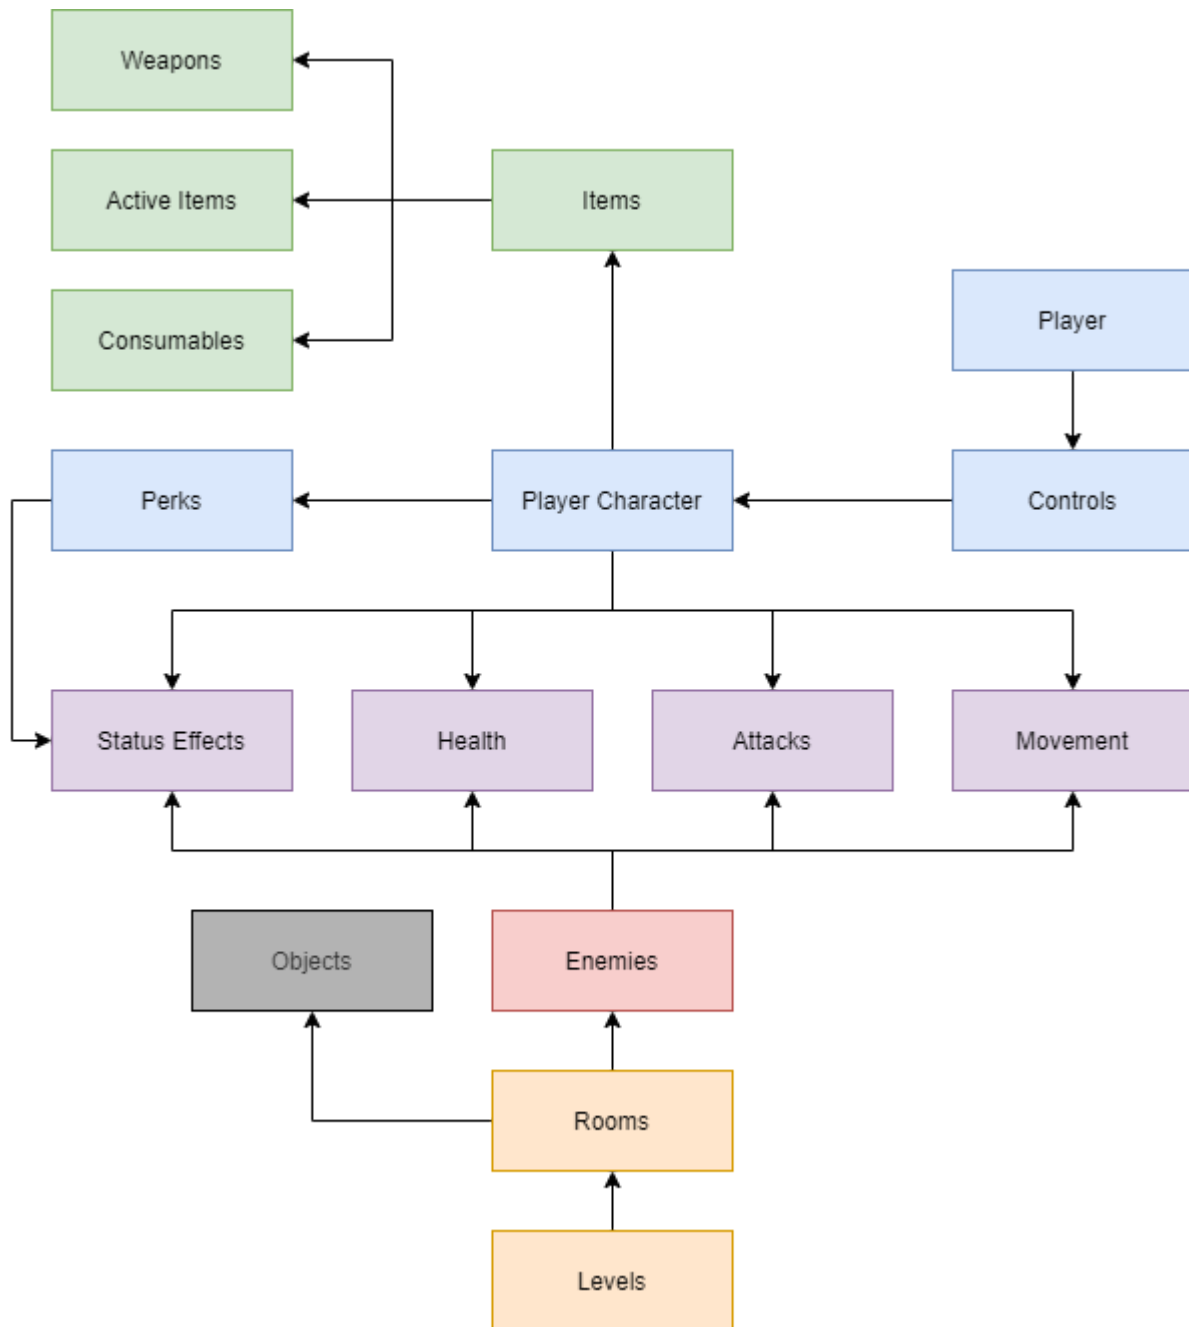 Weapons
Active Items
Items
Consumables
Player
Perks
Player Character
Controls
Status Effects
Health
Attacks
Movement
Objects
Enemies
Rooms
Levels